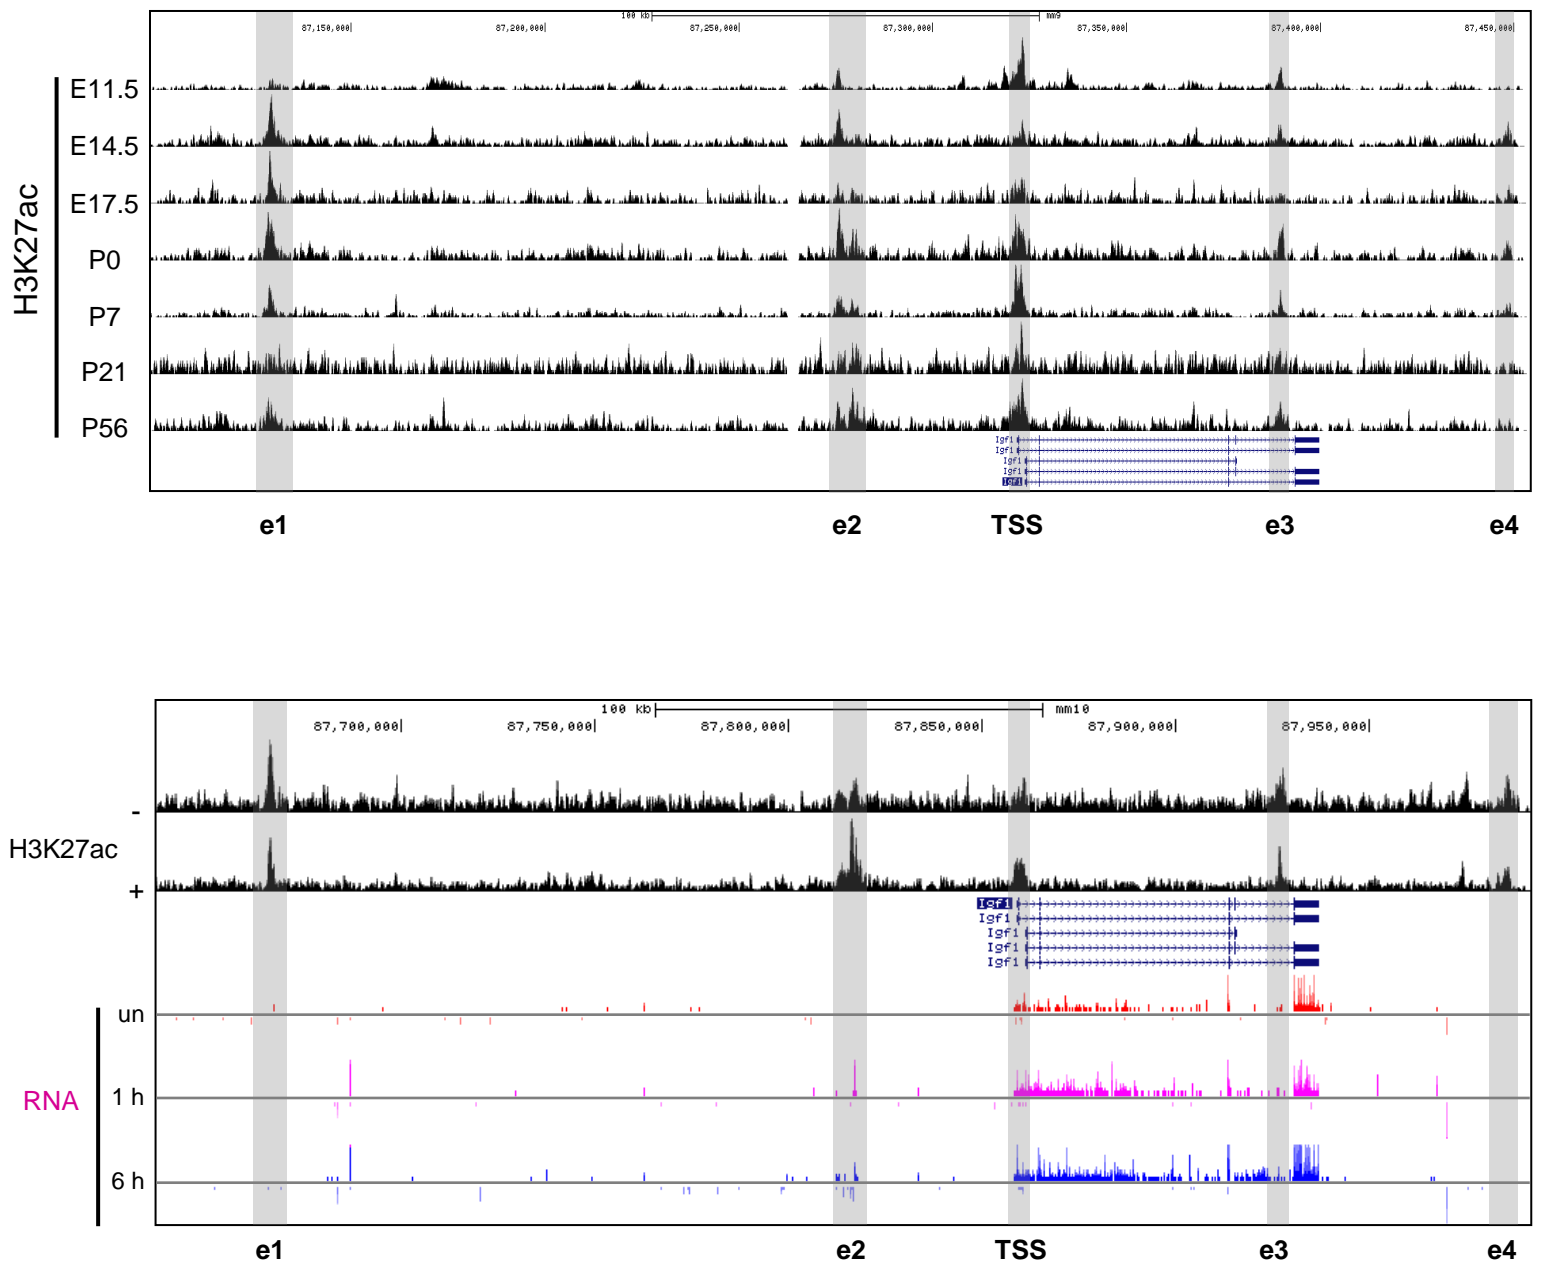 100 kb mm9
87,150,000 87,200,000 87,250,000 87,300,000 87,350,000 87,400,000 87,450,000
H3K27ac
E11.5
E14.5
E17.5
P0
P7
P21
P56
Igf1
Igf1
Igf1
Igf1
Igf1
e1 e2 TSS e3 e4
100 kb mm10
87,700,000 87,750,000 87,800,000 87,850,000 87,900,000 87,950,000
-
H3K27ac
+
Igf1
Igf1
Igf1
Igf1
Igf1
un
RNA 1 h
6 h
e1 e2 TSS e3 e4